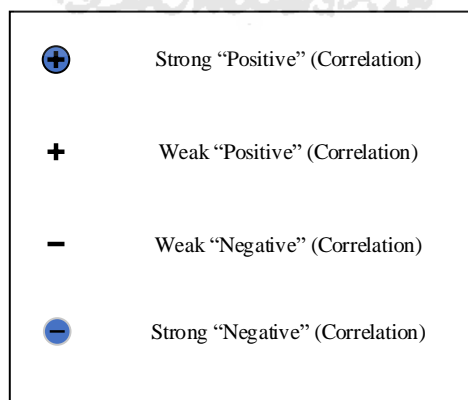 + Strong “Positive” (Correlation)
+ Weak “Positive” (Correlation)
− Weak “Negative” (Correlation)
− Strong “Negative” (Correlation)